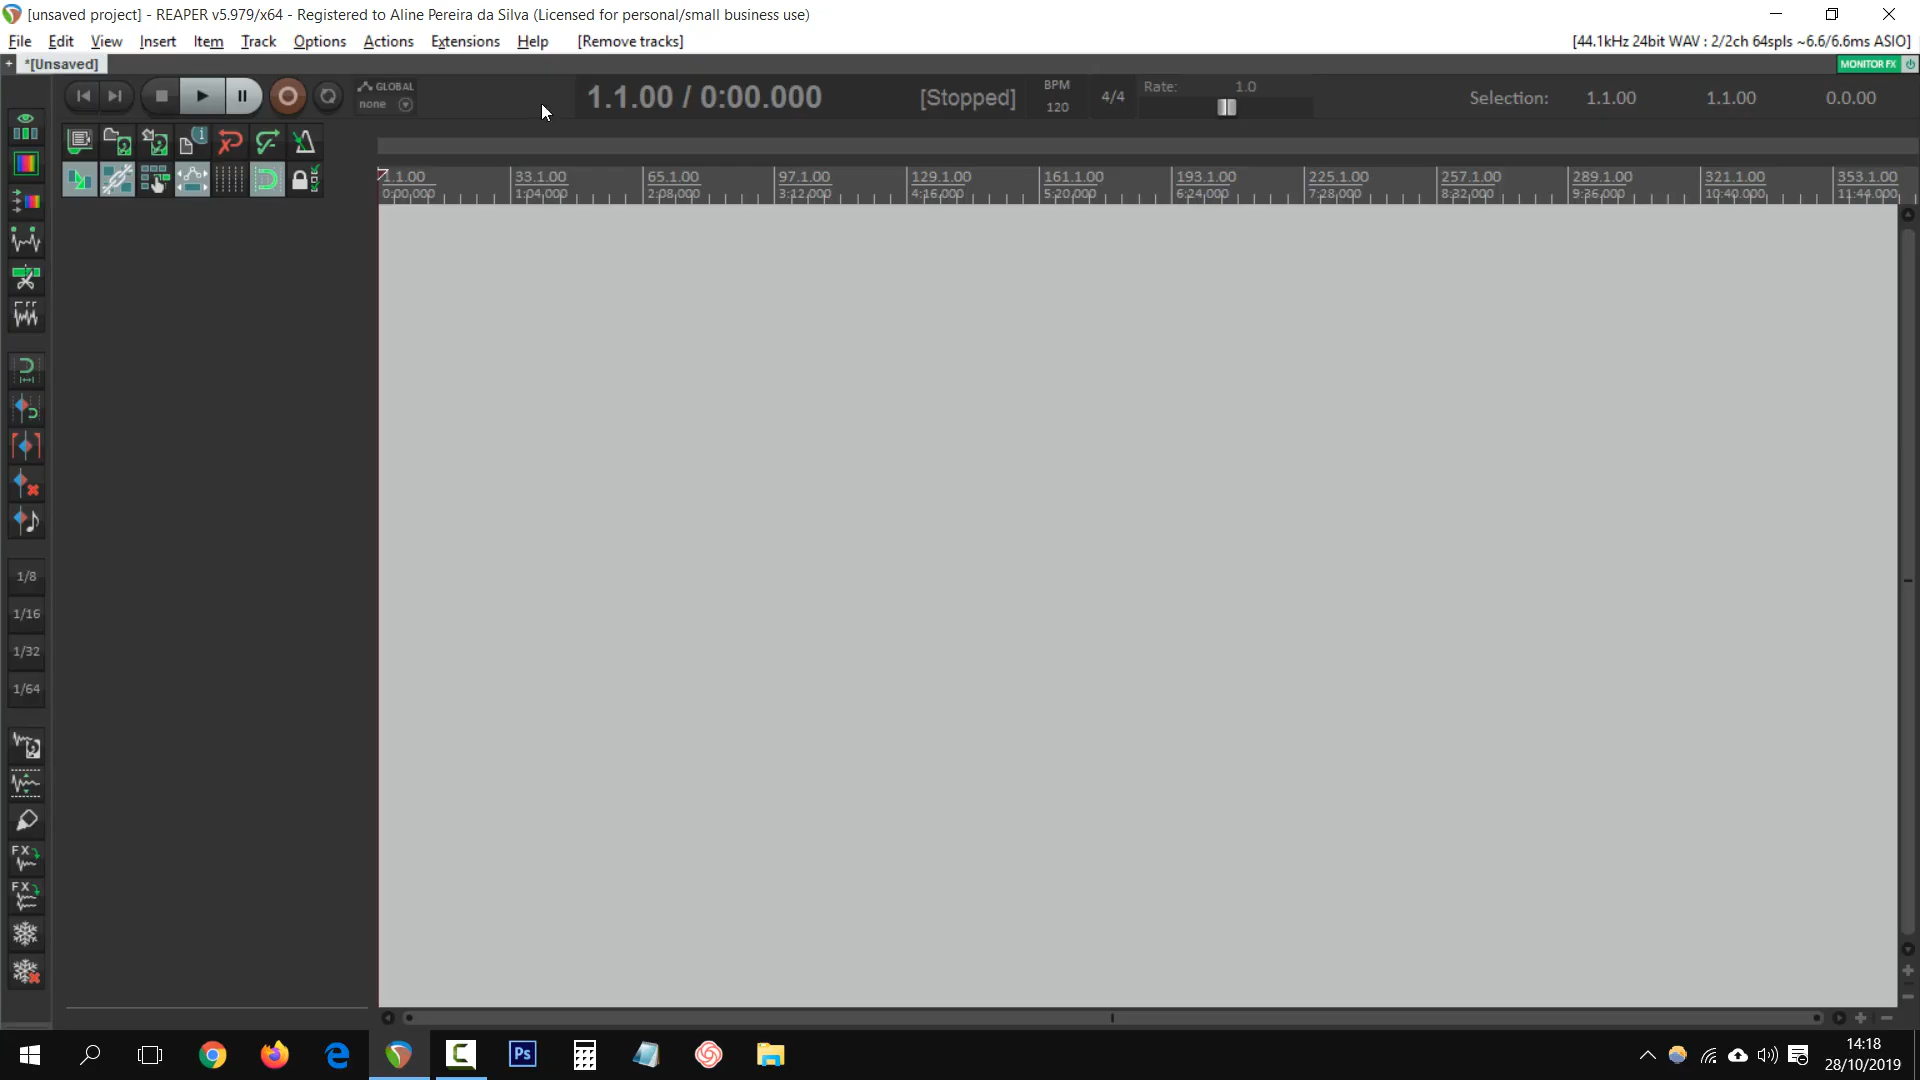 [unsaved project] - REAPER v5.979/x64 - Registered to Aline Pereira da Silva (Licensed for personal/small business use)
File Edit View Insert Item Track Options Actions Extensions Help [Remove tracks]
[44.1kHz 24bit WAV : 2/2ch 64spls ~6.6/6.6ms ASIO]
+ *[Unsaved]
MONITOR FX
GLOBAL
none
1.1.00 / 0:00.000
[Stopped]
BPM
120
4/4
Rate: 1.0
Selection: 1.1.00 1.1.00 0.0.00
1.1.00 33.1.00 65.1.00 97.1.00 129.1.00 161.1.00 193.1.00 225.1.00 257.1.00 289.1.00 321.1.00 353.1.00
0:00.000 1:04.000 2:08.000 3:12.000 4:16.000 5:20.000 6:24.000 7:28.000 8:32.000 9:36.000 10:40.000 11:44.000
1/8
1/16
1/32
1/64
FX
FX
Ps
14:18
28/10/2019